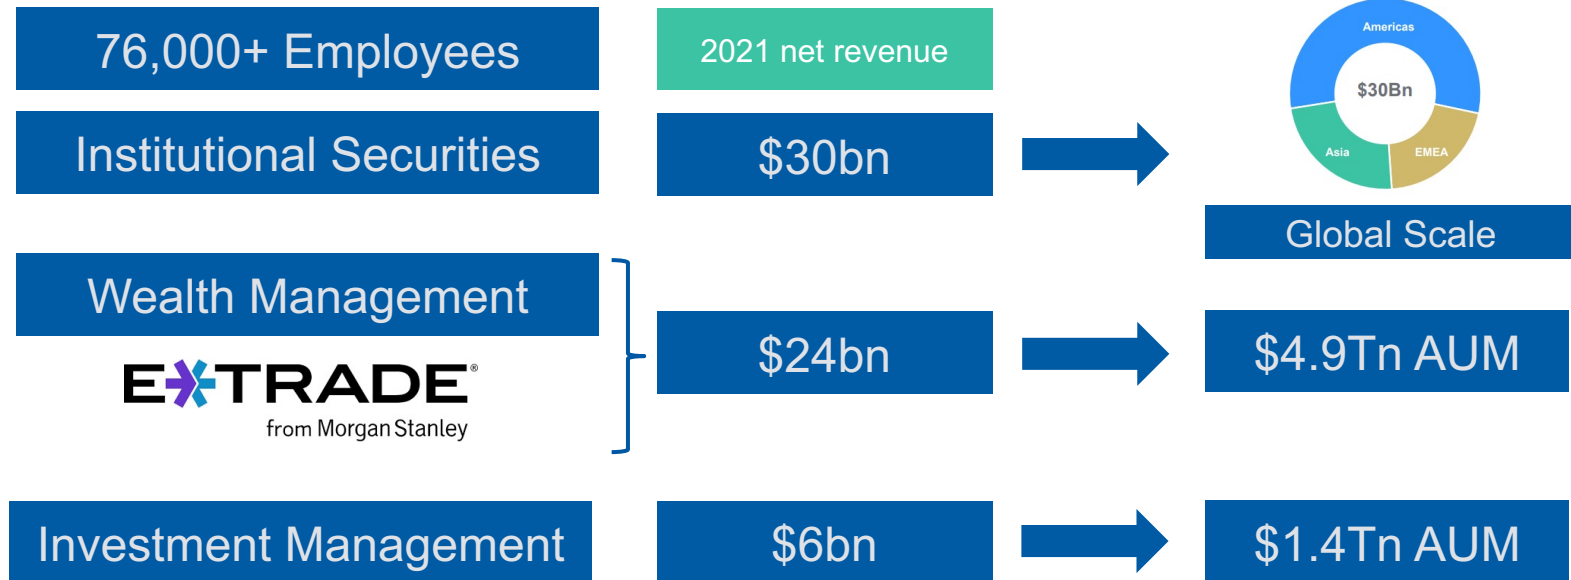 76,000+ Employees
2021 net revenue
Americas
$30Bn
Asia
EMEA
Institutional Securities
$30bn
Global Scale
Wealth Management
E*TRADE®
from Morgan Stanley
$24bn
$4.9Tn AUM
Investment Management
$6bn
$1.4Tn AUM